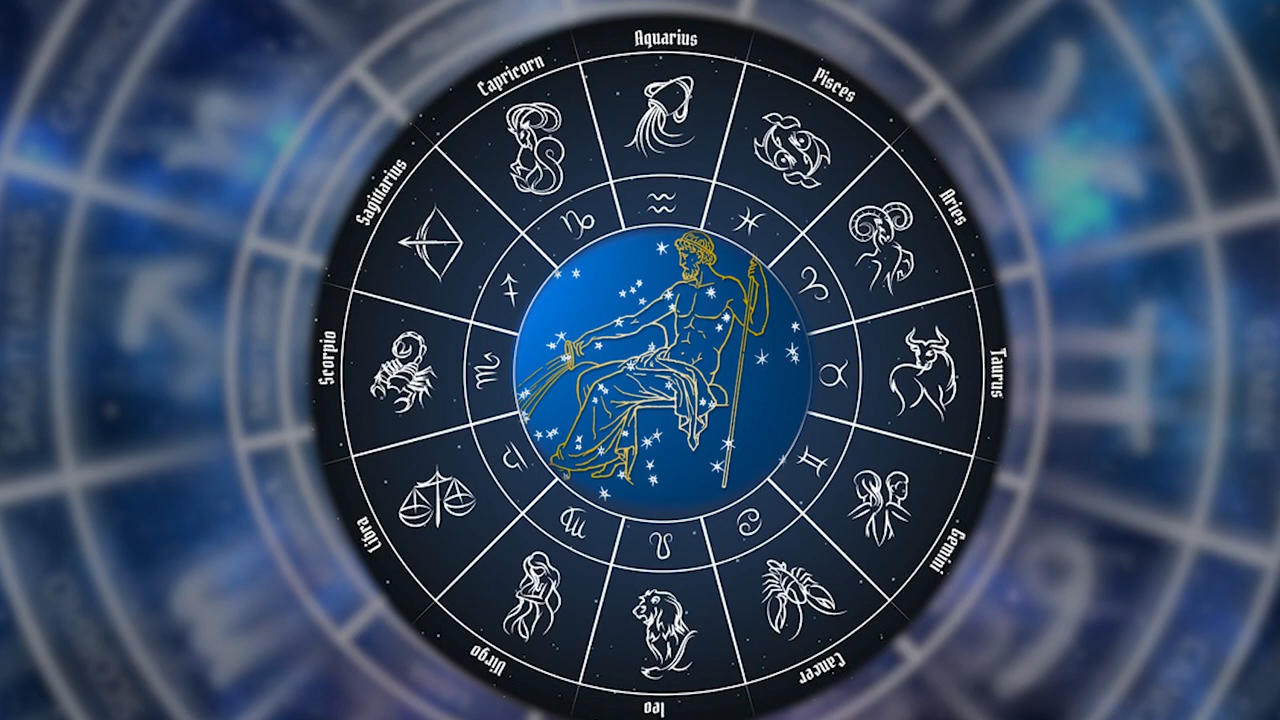 Aquarius
Pisces
Aries
Taurus
Gemini
Cancer
leo
Virgo
Libra
Scorpio
Sagittarius
Capricorn